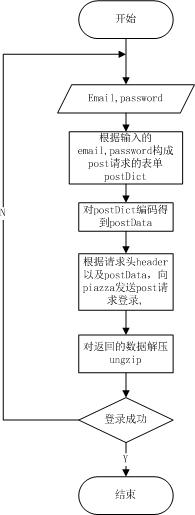 开始
Email,password
根据输入的
email,password构成
post请求的表单
postDict
对postDict编码得
到postData
根据请求头header
以及postData，向
piazza发送post请
求登录,
对返回的数据解压
ungzip
N
登录成功
Y
结束